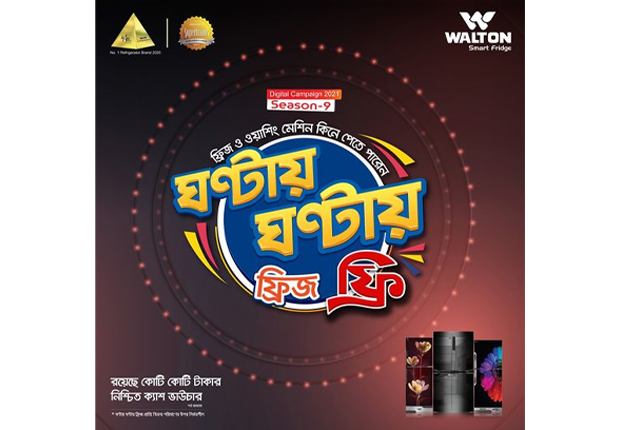 No. 1 Refrigerator Brand 2020
Superbrands
WALTON
Smart Fridge
Digital Campaign 2021
Season-9
ফ্রিজ ও ওয়াশিং মেশিন কিনে পেতে পারেন
ঘণ্টায়
ঘণ্টায়
ফ্রিজ ফ্রি
রয়েছে কোটি কোটি টাকার
নিশ্চিত ক্যাশ ভাউচার